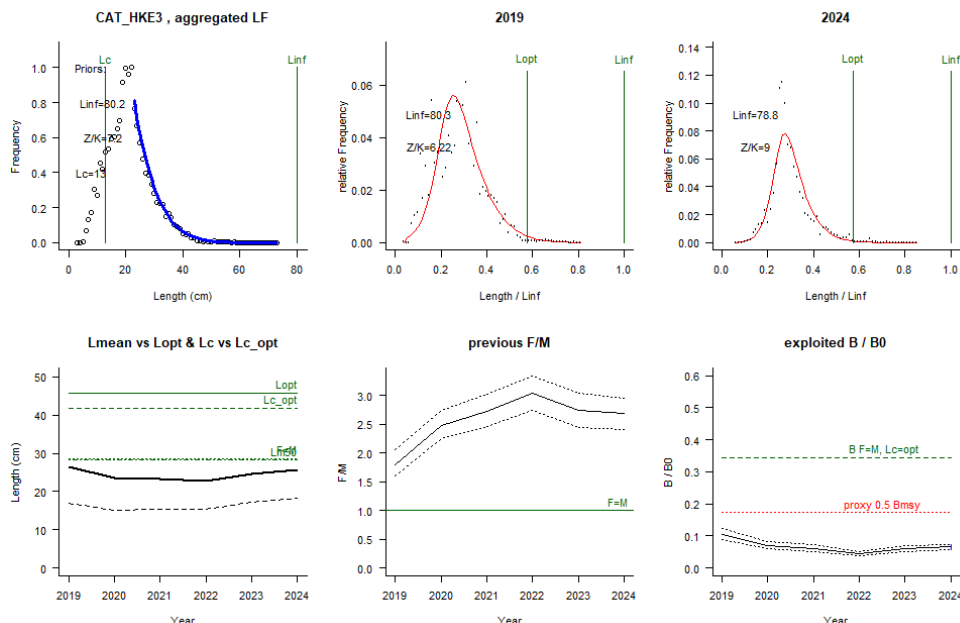 CAT_HKE3 , aggregated LF
Lc
Linf
Priors:
Linf=80.2
Z/K=7.2
Lc=13
Frequency
1.0
0.8
0.6
0.4
0.2
0.0
0 20 40 60 80
Length (cm)
2019
Lopt
Linf
Linf=80.3
Z/K=6.22
relative Frequency
0.06
0.04
0.02
0.00
0.0 0.2 0.4 0.6 0.8 1.0
Length / Linf
2024
Lopt
Linf
Linf=78.8
Z/K=9
relative Frequency
0.14
0.12
0.10
0.08
0.06
0.04
0.02
0.00
0.0 0.2 0.4 0.6 0.8 1.0
Length / Linf
Lmean vs Lopt & Lc vs Lc_opt
Lopt
Lc_opt
F=M
Lm50
Length (cm)
50
40
30
20
10
0
2019 2020 2021 2022 2023 2024
Year
previous F/M
F=M
F/M
3.0
2.5
2.0
1.5
1.0
0.5
0.0
2019 2020 2021 2022 2023 2024
Year
exploited B / B0
B F=M, Lc=opt
proxy 0.5 Bmsy
B / B0
0.6
0.5
0.4
0.3
0.2
0.1
0.0
2019 2020 2021 2022 2023 2024
Year